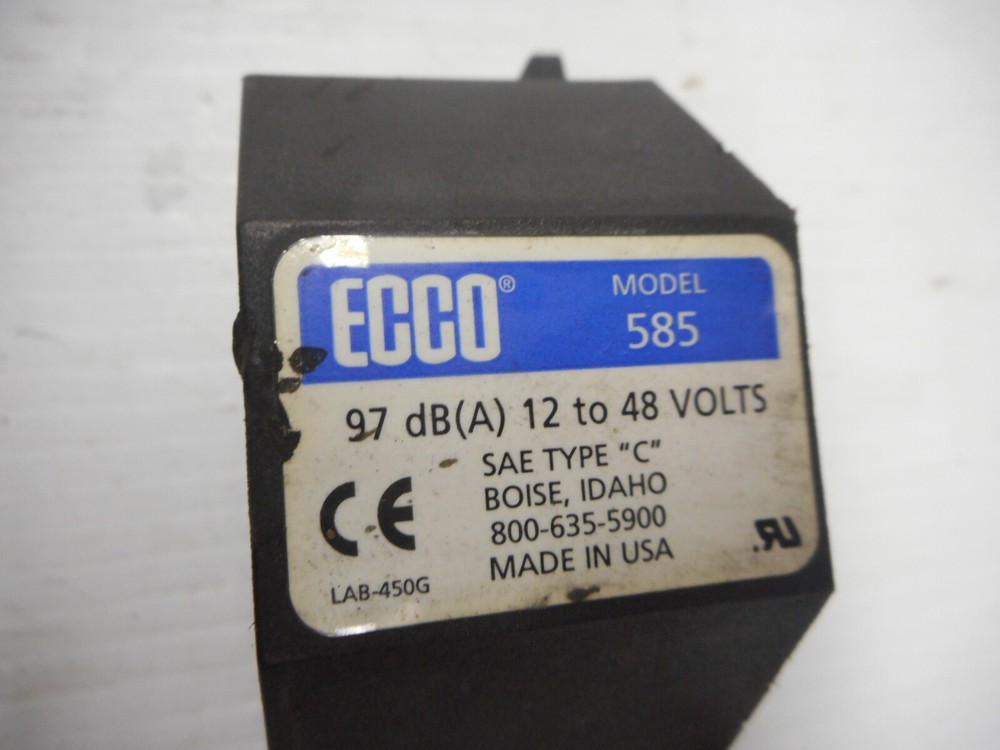 ECCO® MODEL
585
97 dB(A) 12 to 48 VOLTS
SAE TYPE "C"
BOISE, IDAHO
800-635-5900
MADE IN USA
CE
LAB-450G